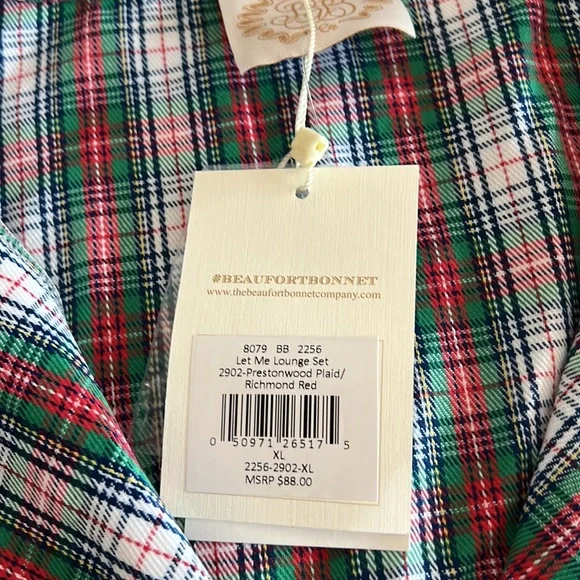 #BEAUFORTBONNET
www.thebeaufortbonnetcompany.com
8079 BB 2256
Let Me Lounge Set
2902-Prestonwood Plaid/
Richmond Red
0 50971 26517 5
XL
2256-2902-XL
MSRP $88.00